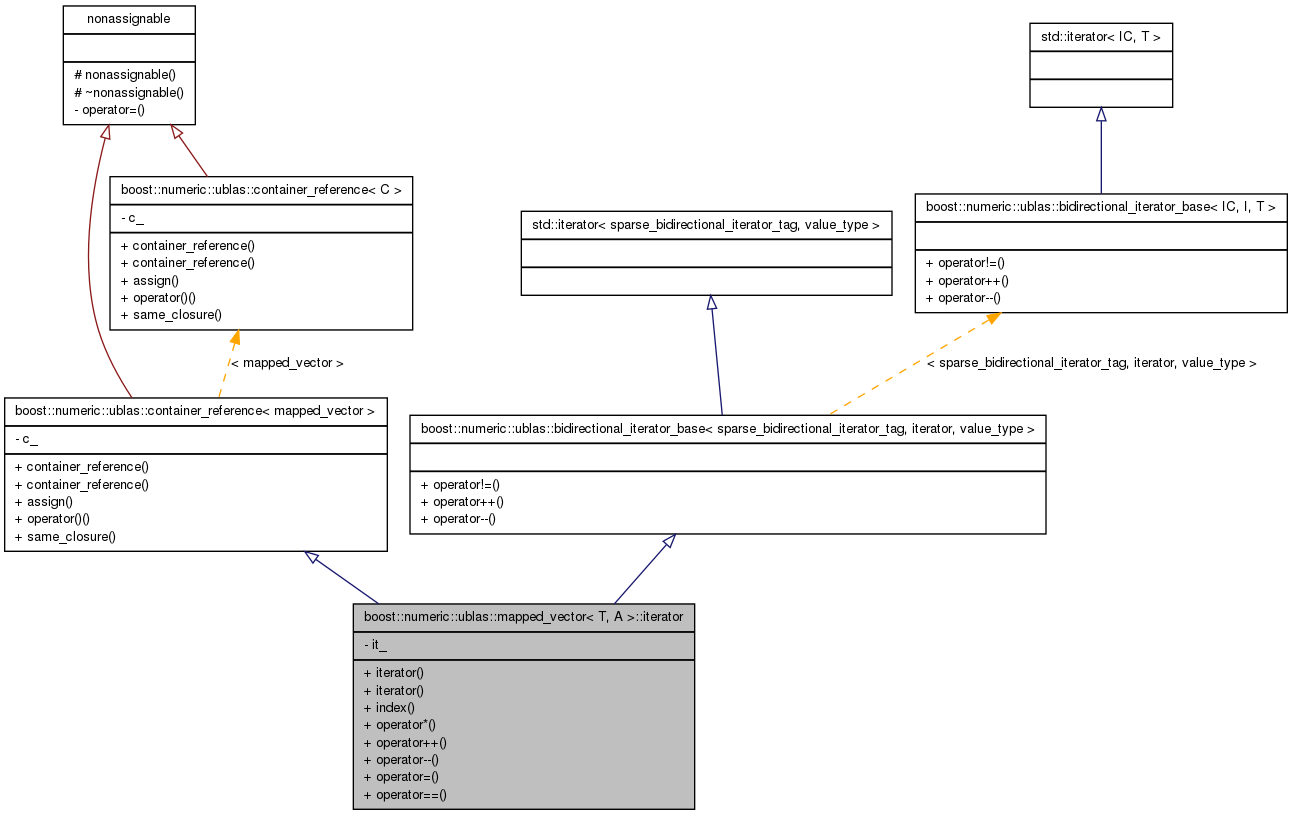 nonassignable
# nonassignable()
# ~nonassignable()
- operator=()
std::iterator< IC, T >
boost::numeric::ublas::container_reference< C >
- c_
+ container_reference()
+ container_reference()
+ assign()
+ operator()()
+ same_closure()
std::iterator< sparse_bidirectional_iterator_tag, value_type >
boost::numeric::ublas::bidirectional_iterator_base< IC, I, T >
+ operator!=()
+ operator++()
+ operator--()
< mapped_vector >
< sparse_bidirectional_iterator_tag, iterator, value_type >
boost::numeric::ublas::container_reference< mapped_vector >
- c_
+ container_reference()
+ container_reference()
+ assign()
+ operator()()
+ same_closure()
boost::numeric::ublas::bidirectional_iterator_base< sparse_bidirectional_iterator_tag, iterator, value_type >
+ operator!=()
+ operator++()
+ operator--()
boost::numeric::ublas::mapped_vector< T, A >::iterator
- it_
+ iterator()
+ iterator()
+ index()
+ operator*()
+ operator++()
+ operator--()
+ operator=()
+ operator==()